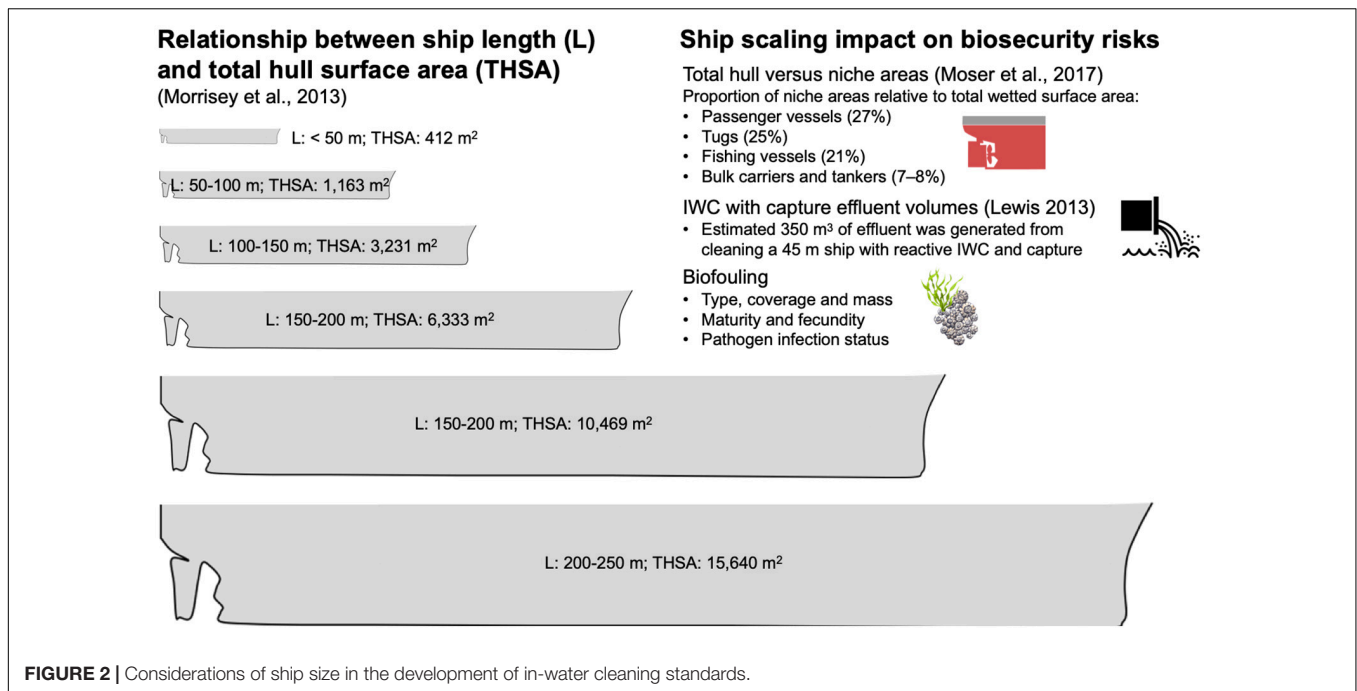 Relationship between ship length (L)
and total hull surface area (THSA)
(Morrisey et al., 2013)
L: < 50 m; THSA: 412 m²
L: 50-100 m; THSA: 1,163 m²
L: 100-150 m; THSA: 3,231 m²
L: 150-200 m; THSA: 6,333 m²
L: 150-200 m; THSA: 10,469 m²
L: 200-250 m; THSA: 15,640 m²
Ship scaling impact on biosecurity risks
Total hull versus niche areas (Moser et al., 2017)
Proportion of niche areas relative to total wetted surface area:
• Passenger vessels (27%)
• Tugs (25%)
• Fishing vessels (21%)
• Bulk carriers and tankers (7–8%)
IWC with capture effluent volumes (Lewis 2013)
• Estimated 350 m³ of effluent was generated from
cleaning a 45 m ship with reactive IWC and capture
Biofouling
• Type, coverage and mass
• Maturity and fecundity
• Pathogen infection status
FIGURE 2 | Considerations of ship size in the development of in-water cleaning standards.